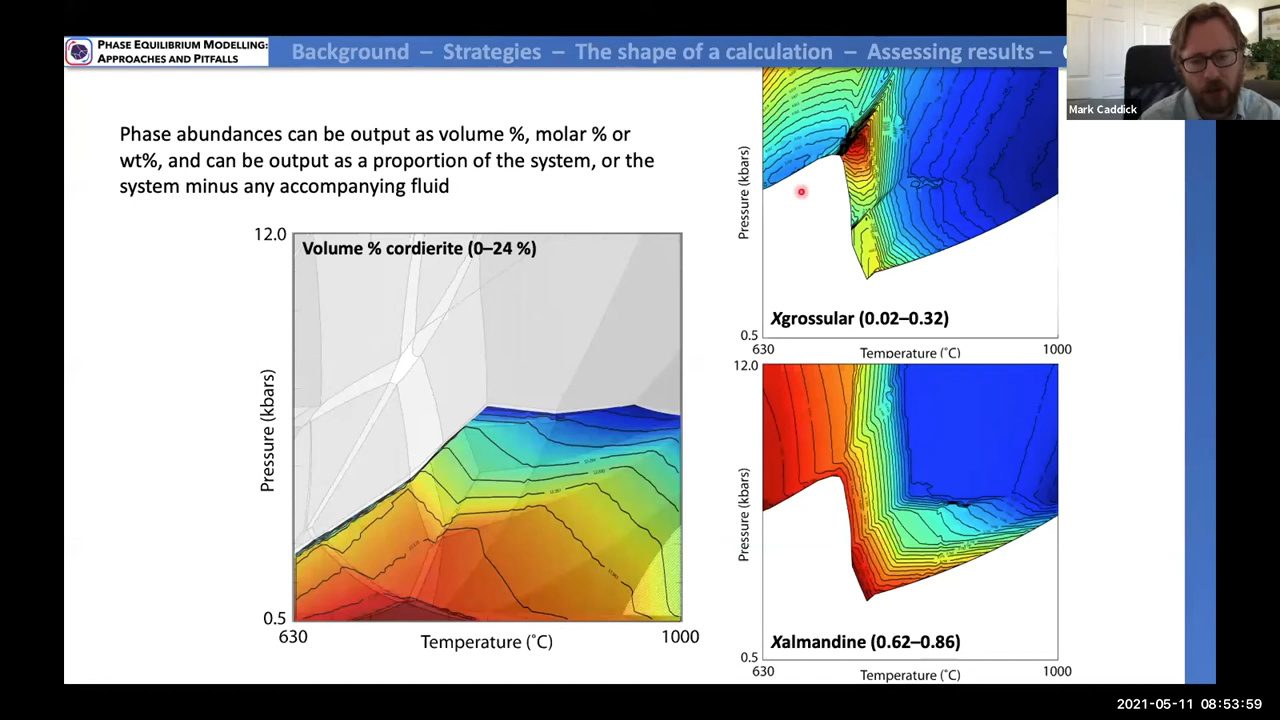 PHASE EQUILIBRIUM MODELLING:
APPROACHES AND PITFALLS
Background – Strategies – The shape of a calculation – Assessing results –
Mark Caddick
Phase abundances can be output as volume %, molar % or
wt%, and can be output as a proportion of the system, or the
system minus any accompanying fluid
12.0
Volume % cordierite (0–24 %)
Pressure (kbars)
0.5
630
Temperature (˚C)
1000
Pressure (kbars)
Xgrossular (0.02–0.32)
0.5
630
Temperature (˚C)
1000
12.0
Pressure (kbars)
Xalmandine (0.62–0.86)
0.5
630
Temperature (˚C)
1000
2021-05-11 08:53:59